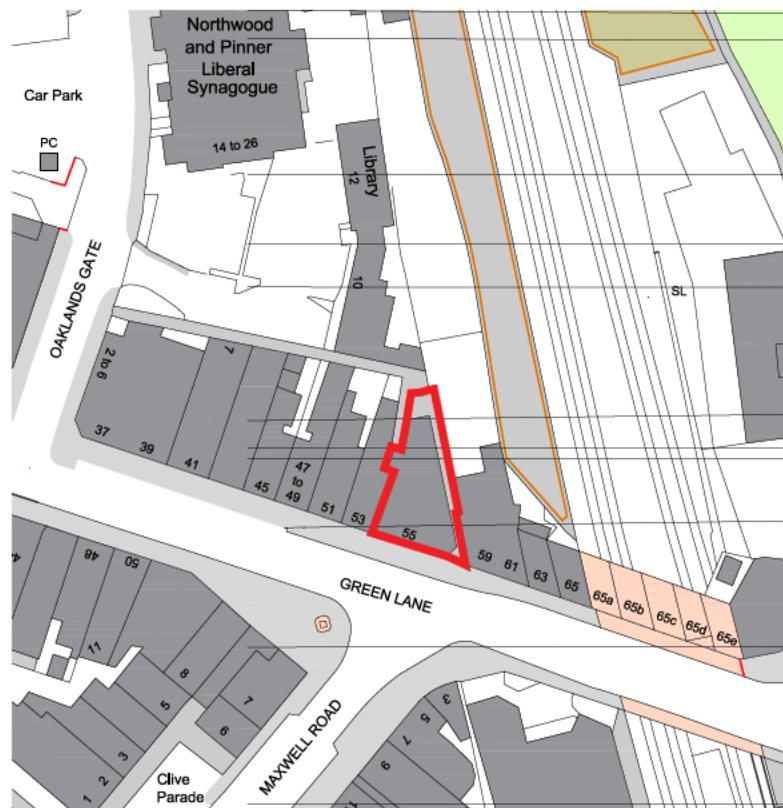 Northwood
and Pinner
Liberal
Synagogue
14 to 26
Car Park
PC
Library
12
10
OAKLANDS GATE
SL
2 to 6
7
37
39
41
45
47
to
49
51
53
55
59
61
63
65
65a
65b
65c
65d
65e
GREEN LANE
48
50
11
8
7
6
5
3
2
1
MAXWELL ROAD
Clive
Parade
3
5
7
9